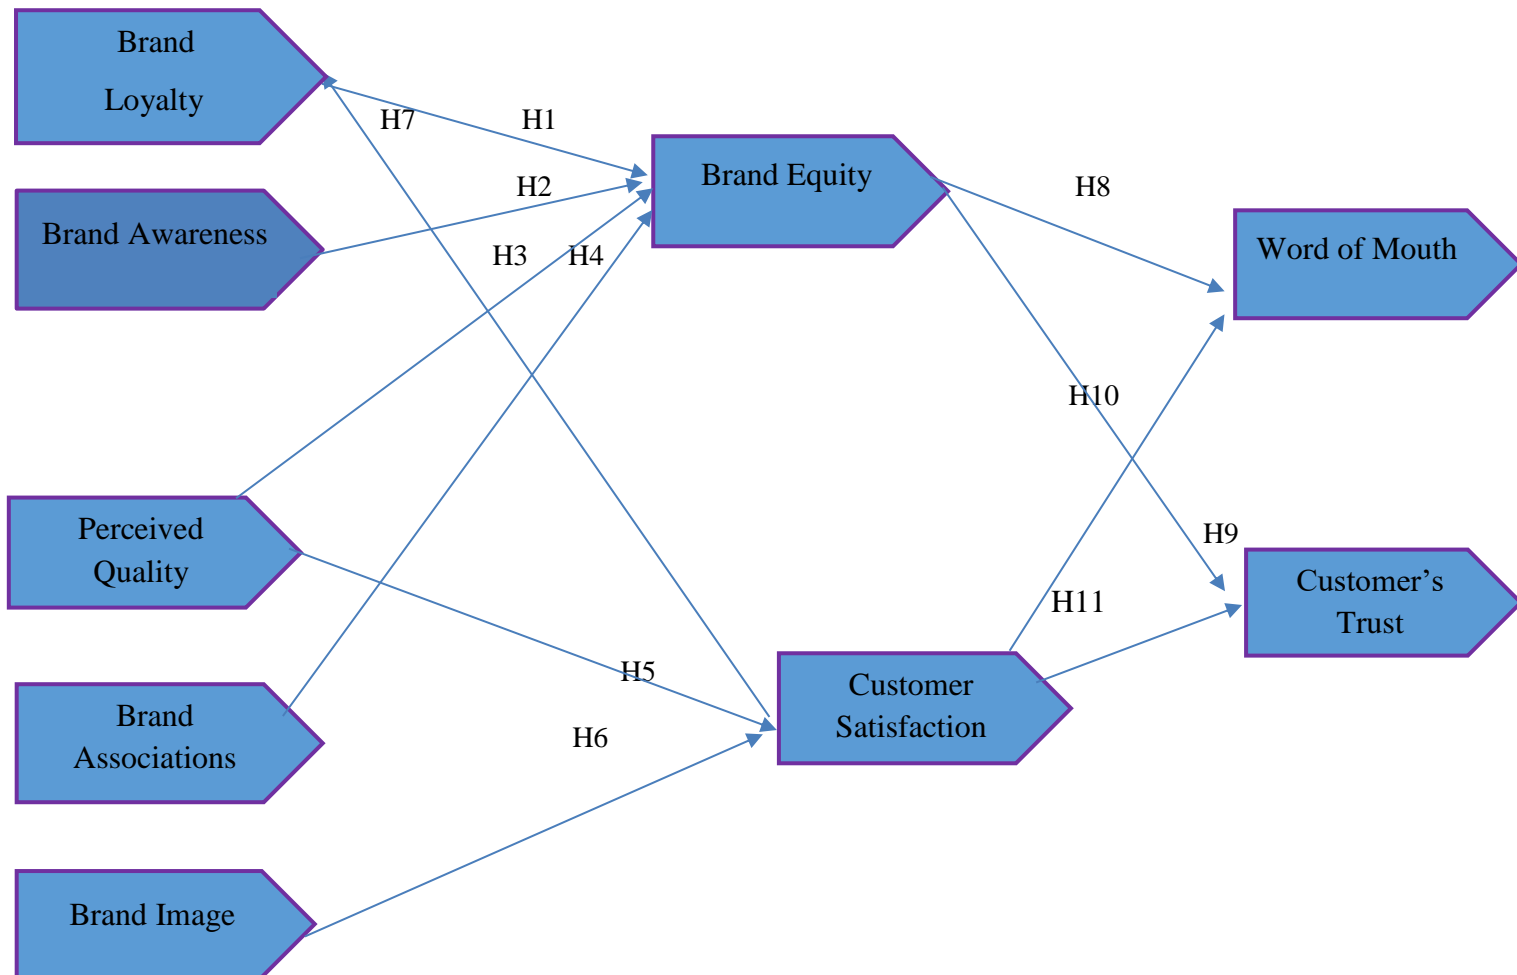 Brand
Loyalty
H7
H1
Brand Equity
H2
H8
Brand Awareness
H3
H4
Word of Mouth
H10
Perceived
Quality
H9
Customer’s
Trust
H11
H5
Customer
Satisfaction
Brand
Associations
H6
Brand Image